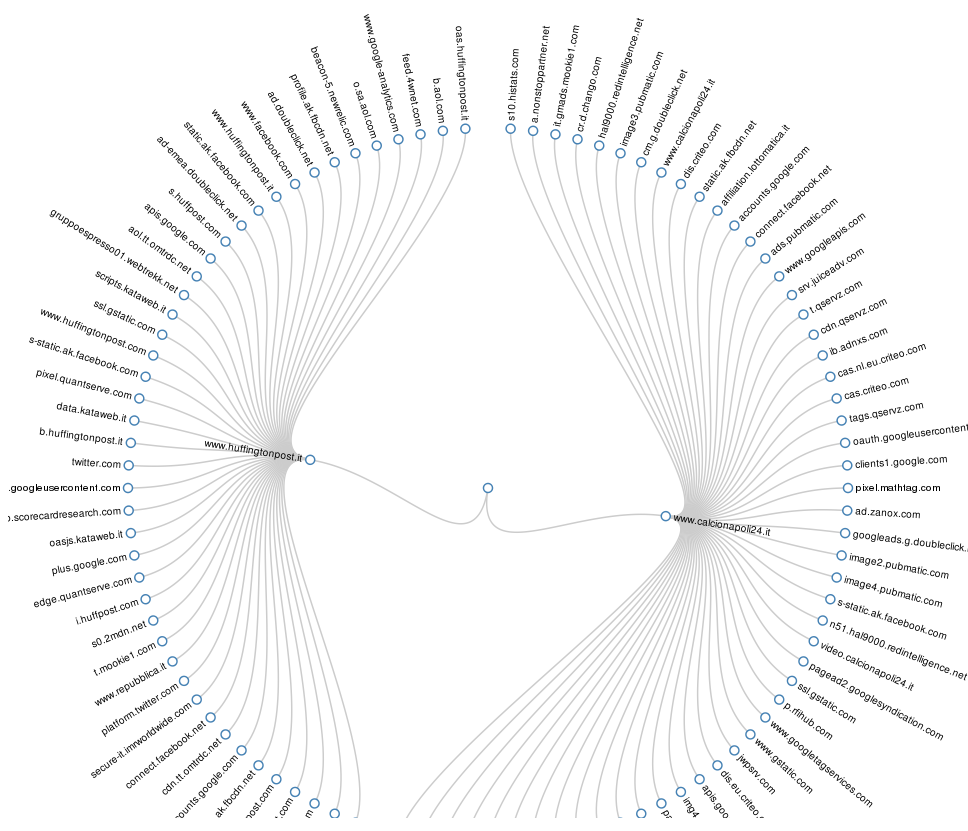 oas.huffingtonpost.it
b.aol.com
feed.4wnet.com
www.google-analytics.com
o.sa.aol.com
beacon-5.newrelic.com
profile.ak.fbcdn.net
ad.doubleclick.net
www.facebook.com
www.huffingtonpost.it
static.ak.facebook.com
ad-emea.doubleclick.net
s.huffpost.com
apis.google.com
aol.tt.omtrdc.net
gruppoespresso01.webtrekk.net
scripts.kataweb.it
ssl.gstatic.com
www.huffingtonpost.com
s-static.ak.facebook.com
pixel.quantserve.com
data.kataweb.it
b.huffingtonpost.it
twitter.com
.googleusercontent.com
.scorecardresearch.com
oasjs.kataweb.it
plus.google.com
edge.quantserve.com
i.huffpost.com
s0.2mdn.net
t.mookie1.com
www.repubblica.it
platform.twitter.com
secure-it.imrworldwide.com
connect.facebook.net
cdn.tt.omtrdc.net
counts.google.com
ak.fbcdn.net
post.com
com
m
www.huffingtonpost.it
www.calcionapoli24.it
s10.histats.com
a.nonstoppartner.net
it.gmads.mookie1.com
cr.d.chango.com
hal9000.redintelligence.net
image3.pubmatic.com
cm.g.doubleclick.net
www.calcionapoli24.it
dis.criteo.com
static.ak.fbcdn.net
affiliation.lottomatica.it
accounts.google.com
connect.facebook.net
ads.pubmatic.com
www.googleapis.com
srv.juiceadv.com
t.qservz.com
cdn.qservz.com
ib.adnxs.com
cas.nl.eu.criteo.com
cas.criteo.com
tags.qservz.com
oauth.googleusercontent
clients1.google.com
pixel.mathtag.com
ad.zanox.com
googleads.g.doubleclick.
image2.pubmatic.com
image4.pubmatic.com
s-static.ak.facebook.com
n51.hal9000.redintelligence.net
video.calcionapoli24.it
pagead2.googlesyndication.com
ssl.gstatic.com
p.rfihub.com
www.googletagservices.com
www.gstatic.com
jwpsrv.com
dis.eu.criteo.c
apis.goo
img4